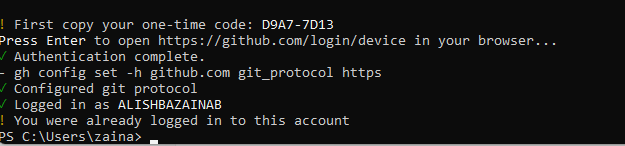 ! First copy your one-time code: D9A7-7D13
Press Enter to open https://github.com/login/device in your browser...
✓ Authentication complete.
- gh config set -h github.com git_protocol https
✓ Configured git protocol
✓ Logged in as ALISHBAZAINAB
! You were already logged in to this account
PS C:\Users\zaina>